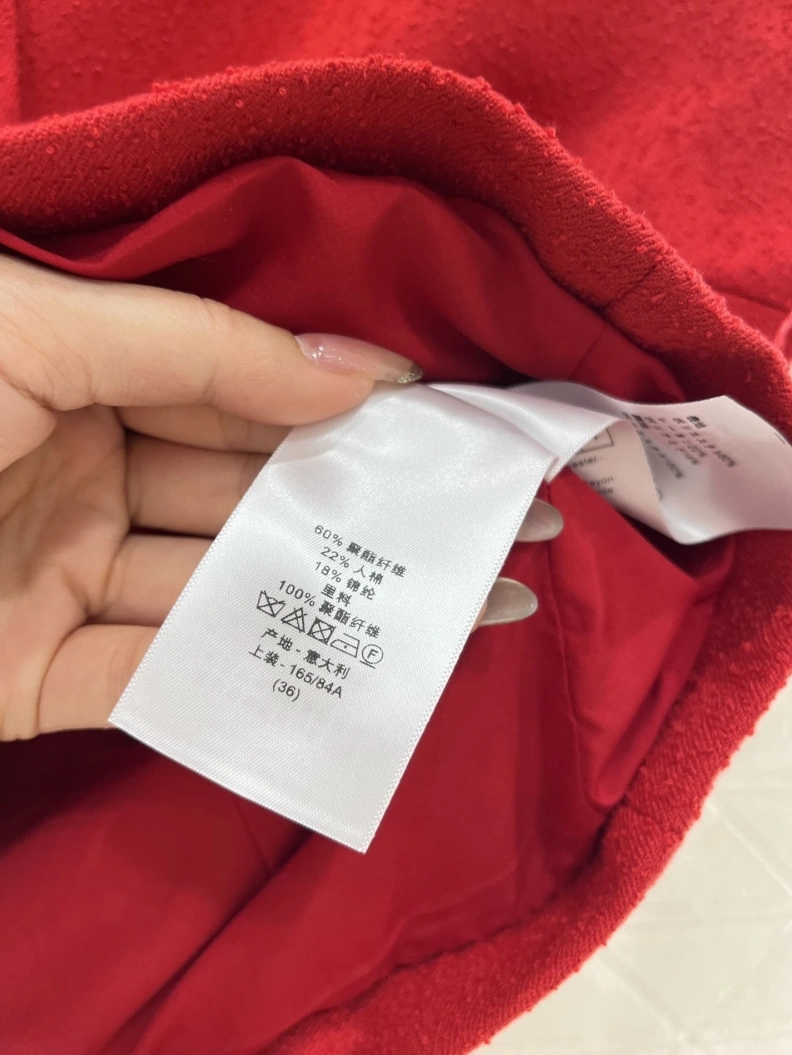 60% 聚酯纤维
22% 人棉
18% 锦纶
里料
100% 聚酯纤维
F
产地 - 意大利
上装 - 165/84A
(36)